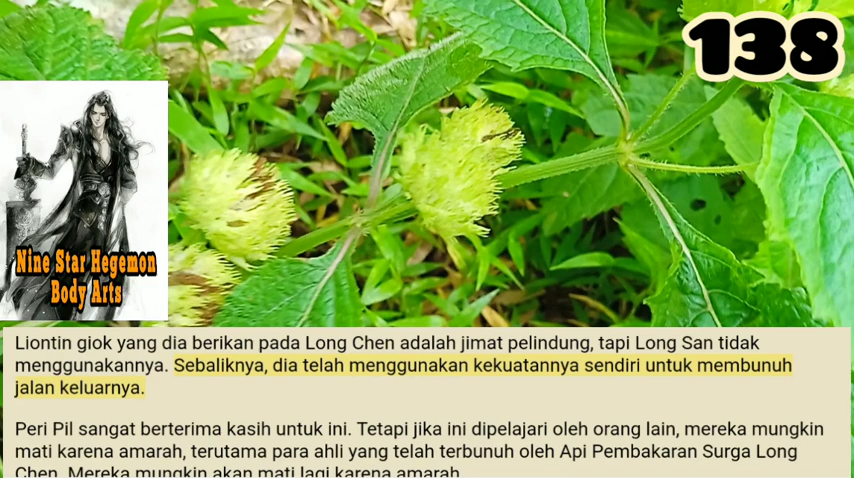 138
Nine Star Hegemon
Body Arts
Liontin giok yang dia berikan pada Long Chen adalah jimat pelindung, tapi Long San tidak
menggunakannya. Sebaliknya, dia telah menggunakan kekuatannya sendiri untuk membunuh
jalan keluarnya.
Peri Pil sangat berterima kasih untuk ini. Tetapi jika ini dipelajari oleh orang lain, mereka mungkin
mati karena amarah, terutama para ahli yang telah terbunuh oleh Api Pembakaran Surga Long
Chen. Mereka mungkin akan mati lagi karena amarah.